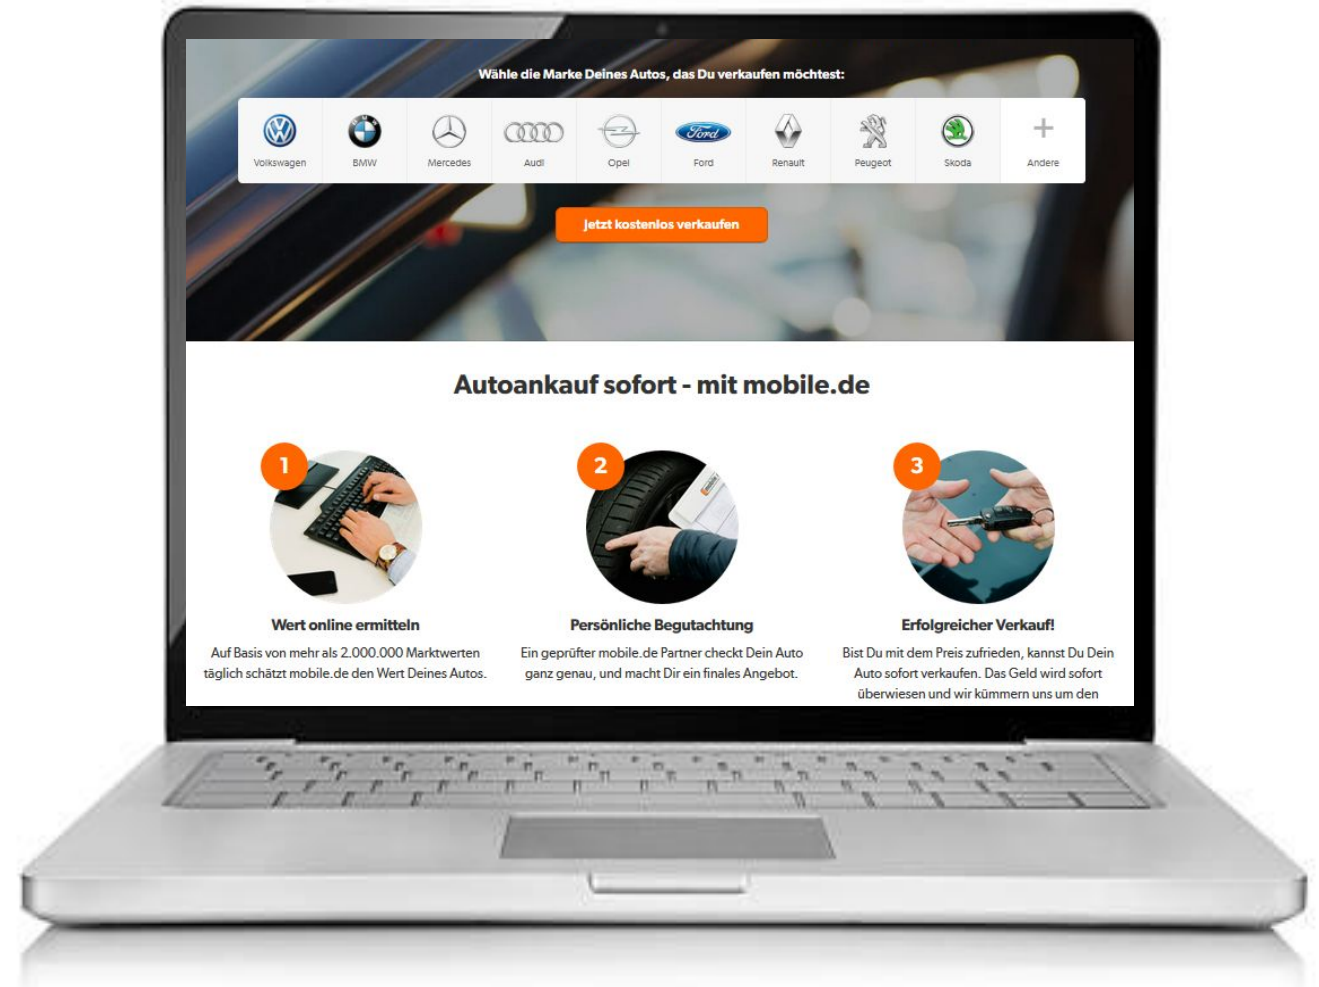 Wähle die Marke Deines Autos, das Du verkaufen möchtest:
Volkswagen BMW Mercedes Audi Opel Ford Renault Peugeot Skoda Andere
Jetzt kostenlos verkaufen
Autoankauf sofort - mit mobile.de
1 2 3
Wert online ermitteln
Auf Basis von mehr als 2.000.000 Marktwerten
täglich schätzt mobile.de den Wert Deines Autos.
Persönliche Begutachtung
Ein geprüfter mobile.de Partner checkt Dein Auto
ganz genau, und macht Dir ein finales Angebot.
Erfolgreicher Verkauf!
Bist Du mit dem Preis zufrieden, kannst Du Dein
Auto sofort verkaufen. Das Geld wird sofort
überwiesen und wir kümmern uns um den